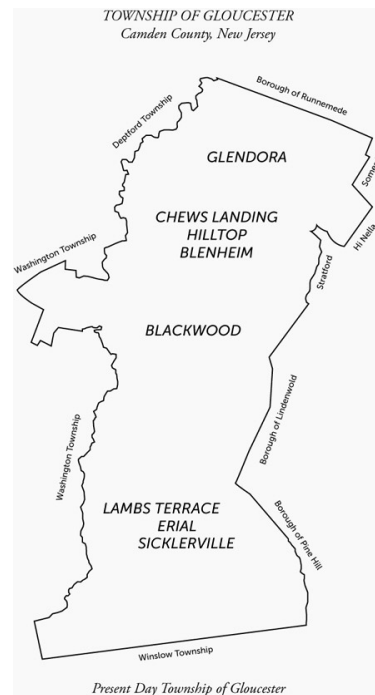 TOWNSHIP OF GLOUCESTER
Camden County, New Jersey
Borough of Runnemede
Deptford Township
GLENDORA
CHEWS LANDING
HILLTOP
BLENHEIM
Hi Nella
Washington Township
Stratford
BLACKWOOD
Borough of Lindenwold
Washington Township
LAMBS TERRACE
ERIAL
SICKLERVILLE
Borough of Pine Hill
Winslow Township
Present Day Township of Gloucester